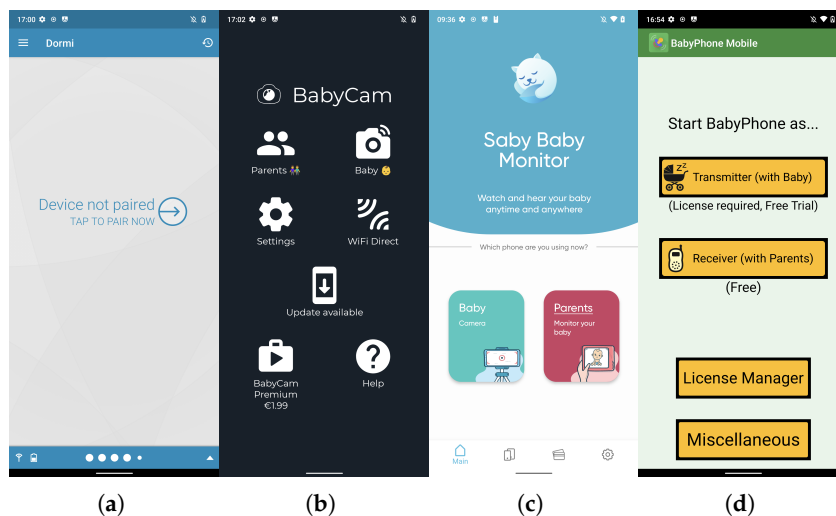 17:00
Dormi
Device not paired
TAP TO PAIR NOW
(a)
17:02
BabyCam
Parents 👫
Baby 👶
Settings
WiFi Direct
Update available
BabyCam
Premium
€1.99
Help
(b)
09:36
Saby Baby
Monitor
Watch and hear your baby
anytime and anywhere
Which phone are you using now?
Baby
Camera
Parents
Monitor your
baby
Main
(c)
16:54
BabyPhone Mobile
Start BabyPhone as...
zz
Transmitter (with Baby)
(License required, Free Trial)
Receiver (with Parents)
(Free)
License Manager
Miscellaneous
(d)